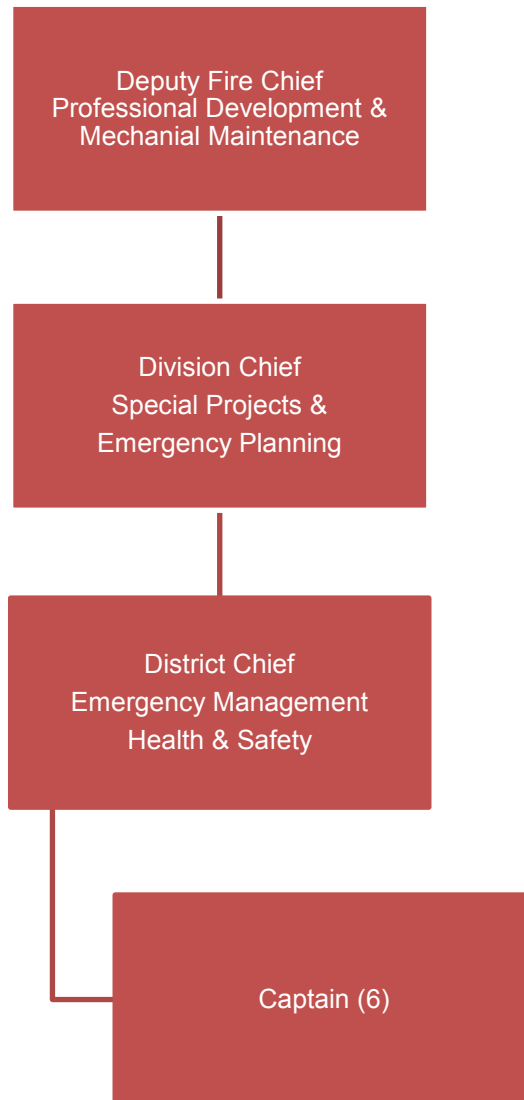 Deputy Fire Chief
Professional Development &
Mechanial Maintenance
Division Chief
Special Projects &
Emergency Planning
District Chief
Emergency Management
Health & Safety
Captain (6)